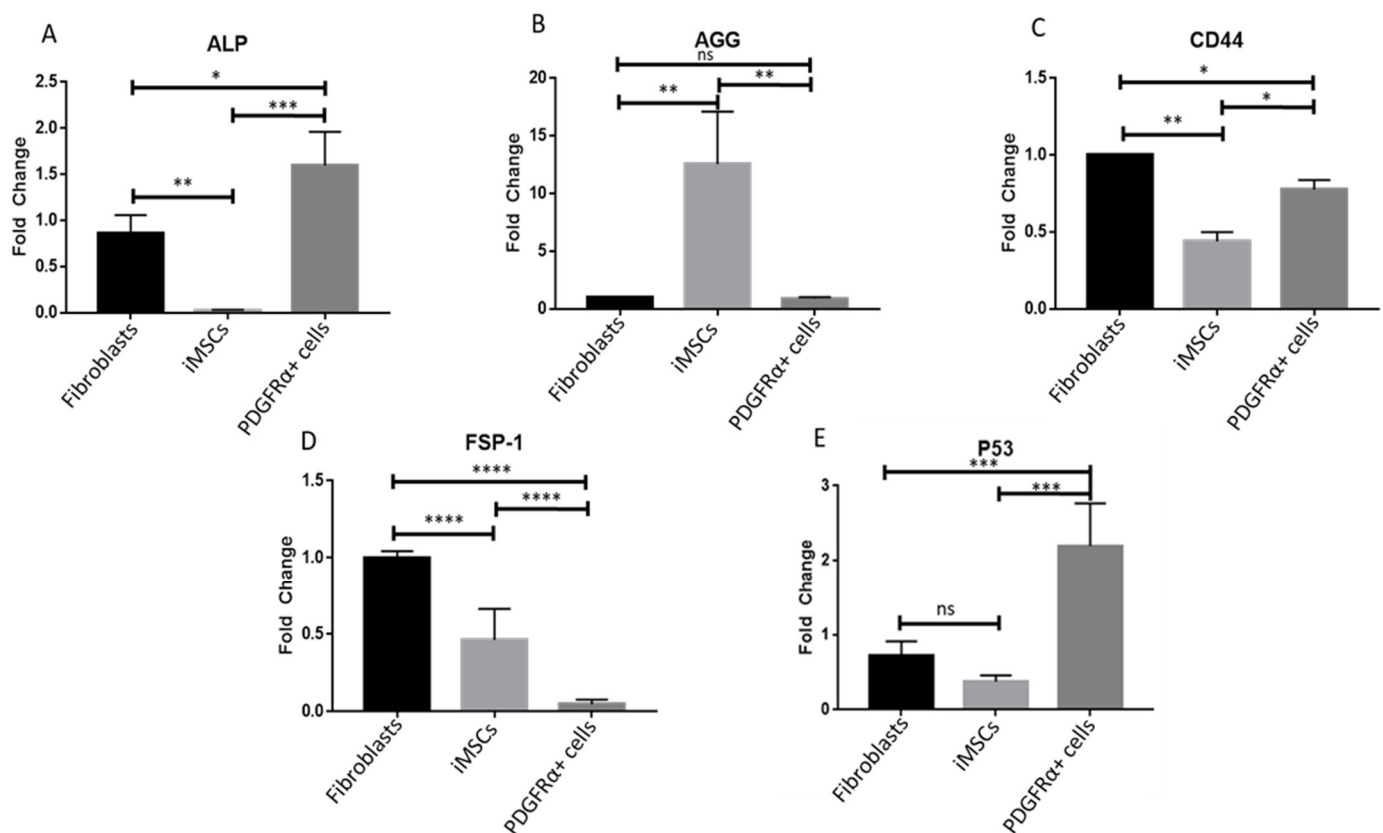 A
ALP
Fold Change
2.5
2.0
1.5
1.0
0.5
0.0
*
***
**
Fibroblasts
iMSCs
PDGFRα+ cells
B
AGG
Fold Change
20
15
10
5
0
ns
**
**
Fibroblasts
iMSCs
PDGFRα+ cells
C
CD44
Fold Change
1.5
1.0
0.5
0.0
*
*
**
Fibroblasts
iMSCs
PDGFRα+ cells
D
FSP-1
Fold Change
1.5
1.0
0.5
0.0
****
****
****
Fibroblasts
iMSCs
PDGFRα+ cells
E
P53
Fold Change
3
2
1
0
***
***
ns
Fibroblasts
iMSCs
PDGFRα+ cells